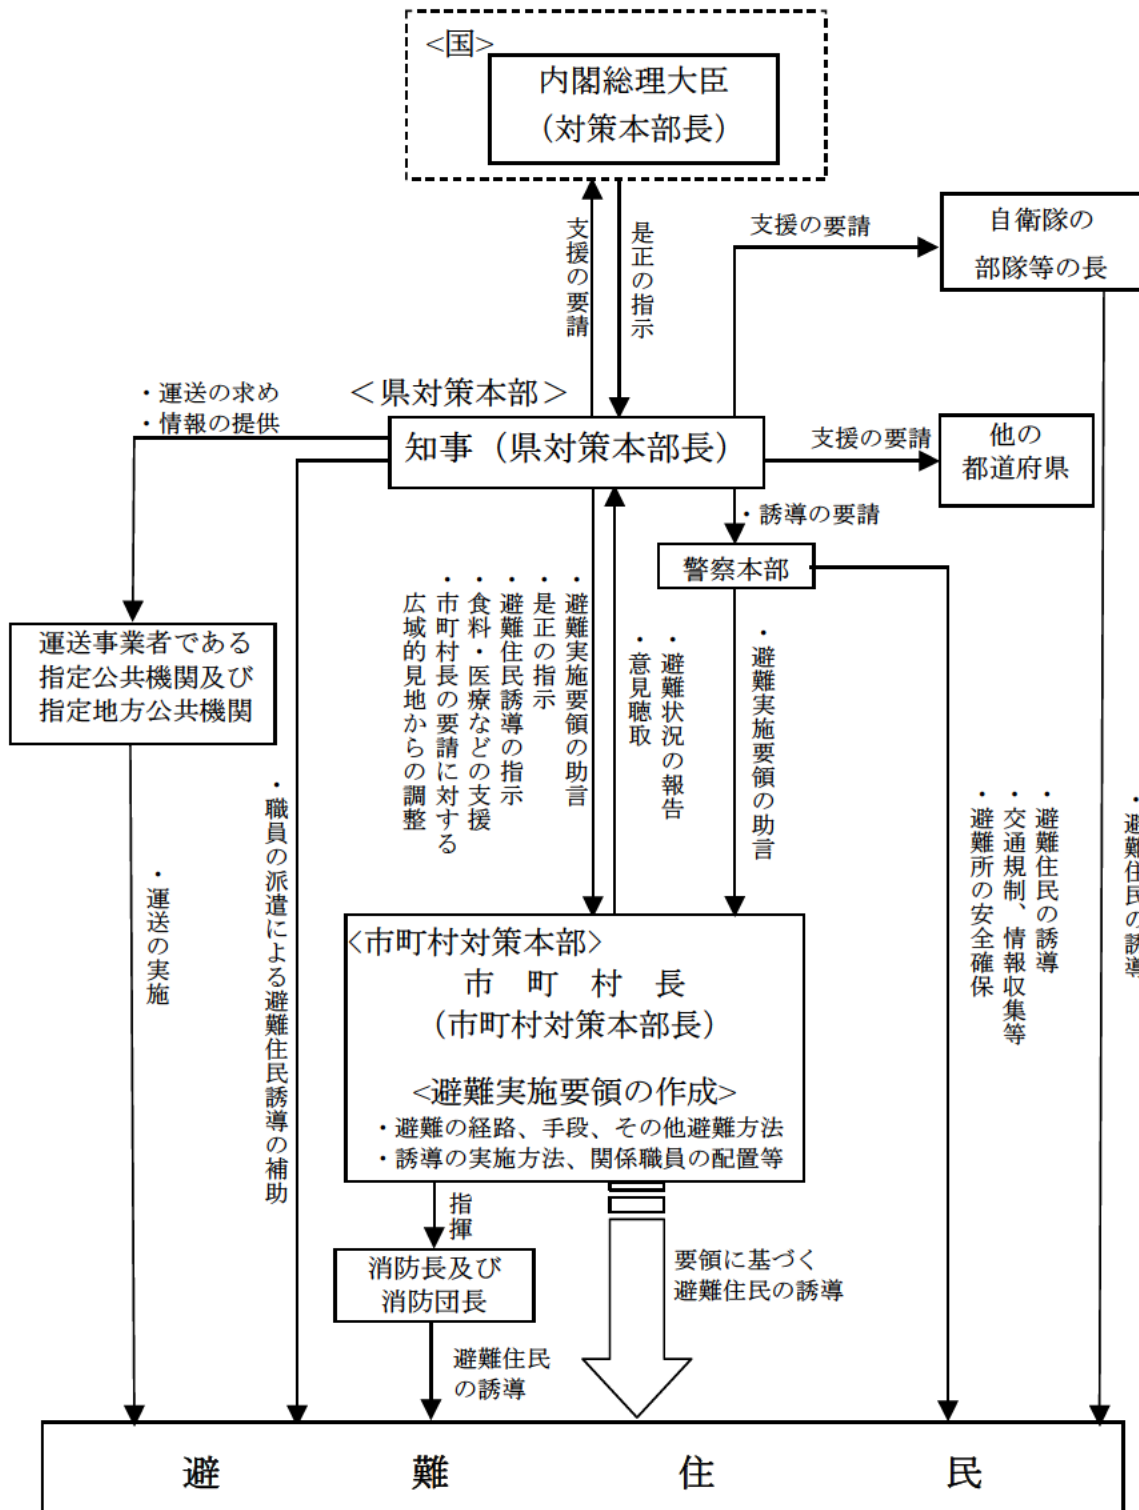 <国>
内閣総理大臣
（対策本部長）
支援の要請
是正の指示
支援の要請
自衛隊の
部隊等の長
・運送の求め
・情報の提供
＜県対策本部＞
知事（県対策本部長）
支援の要請
他の
都道府県
・誘導の要請
警察本部
運送事業者である
指定公共機関及び
指定地方公共機関
・避難実施要領の助言
・是正の指示
・避難住民誘導の指示
・食料・医療などの支援
・市町村長の要請に対する
広域的見地からの調整
・避難状況の報告
・意見聴取
・避難実施要領の助言
・避難住民の誘導
・交通規制、情報収集等
・避難所の安全確保
・避難住民の誘導
・運送の実施
・職員の派遣による避難住民誘導の補助
<市町村対策本部>
市　町　村　長
（市町村対策本部長）
<避難実施要領の作成>
・避難の経路、手段、その他避難方法
・誘導の実施方法、関係職員の配置等
指揮
消防長及び
消防団長
要領に基づく
避難住民の誘導
避難住民
の誘導
避　難　住　民